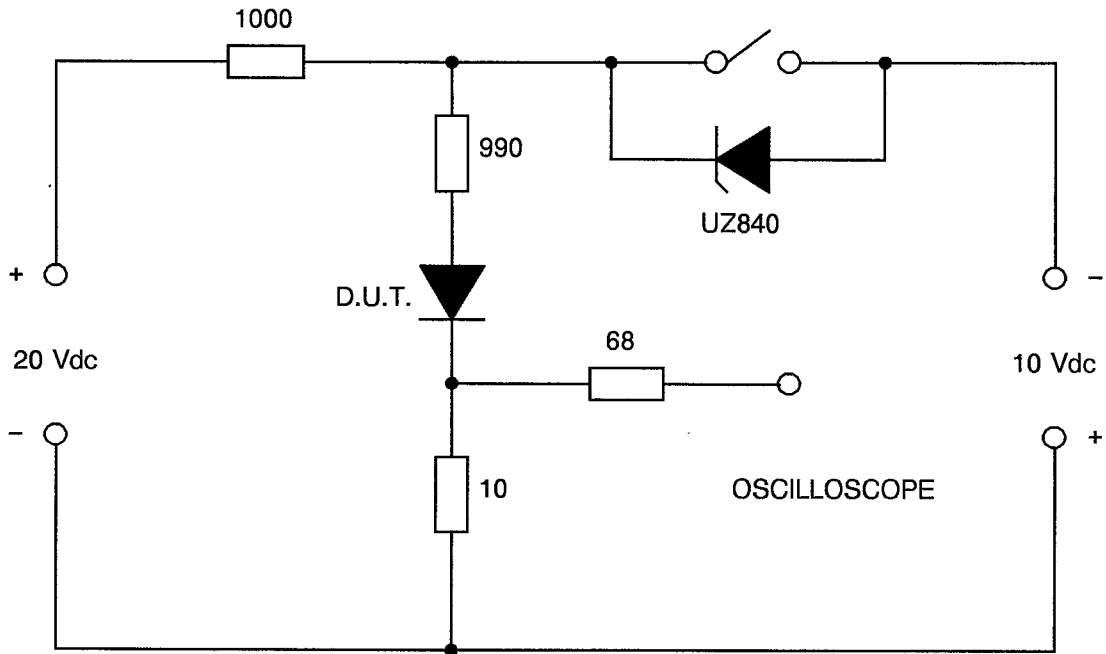 1000
990
UZ840
+
–
D.U.T.
68
20 Vdc
10 Vdc
–
+
10
OSCILLOSCOPE